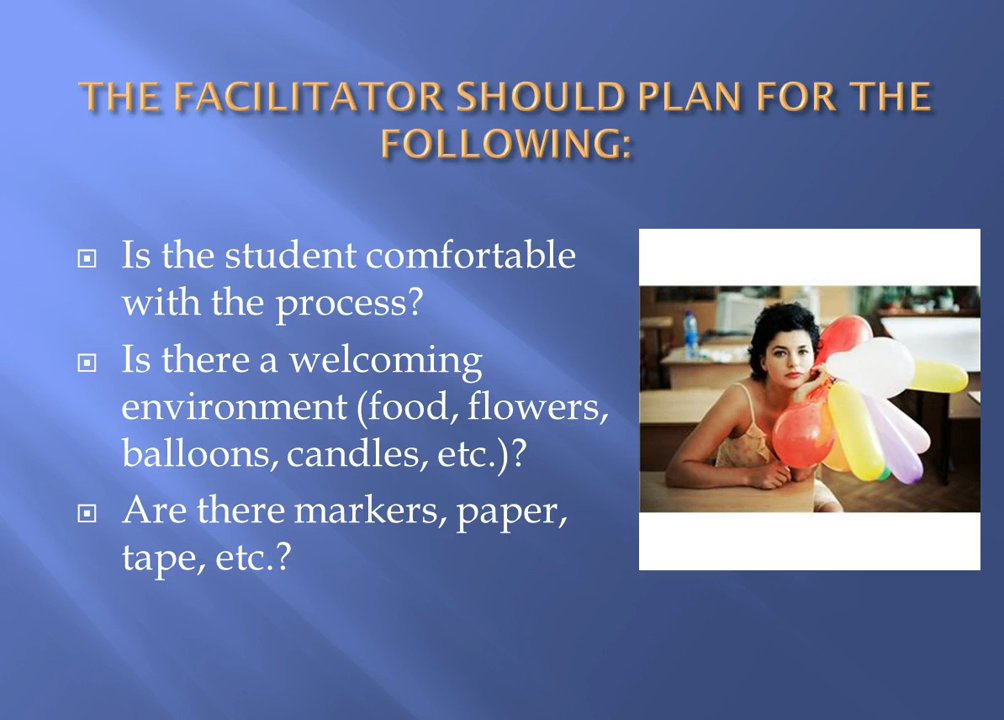 THE FACILITATOR SHOULD PLAN FOR THE
FOLLOWING:
Is the student comfortable
with the process?
Is there a welcoming
environment (food, flowers,
balloons, candles, etc.)?
Are there markers, paper,
tape, etc.?